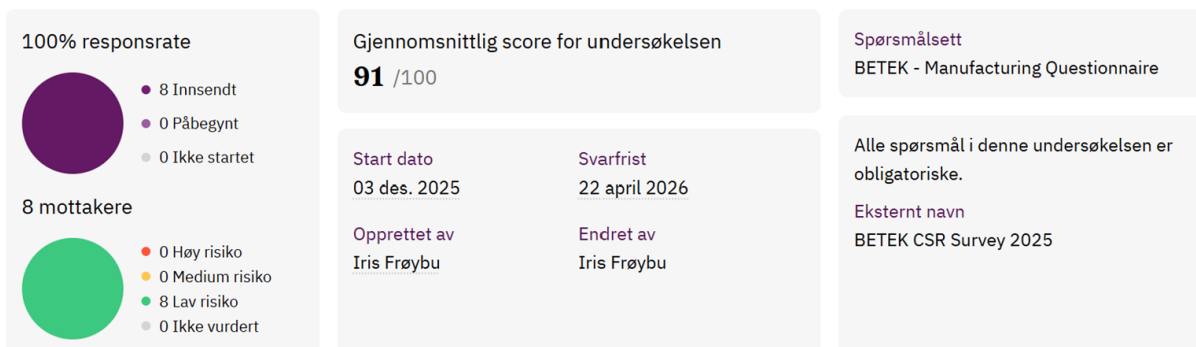 100% responsrate
8 Innsendt
0 Påbegynt
0 Ikke startet
8 mottakere
0 Høy risiko
0 Medium risiko
8 Lav risiko
0 Ikke vurdert
Gjennomsnittlig score for undersøkelsen
91 /100
Start dato
03 des. 2025
Svarfrist
22 april 2026
Opprettet av
Iris Frøybu
Endret av
Iris Frøybu
Spørsmålsett
BETEK - Manufacturing Questionnaire
Alle spørsmål i denne undersøkelsen er
obligatoriske.
Eksternt navn
BETEK CSR Survey 2025